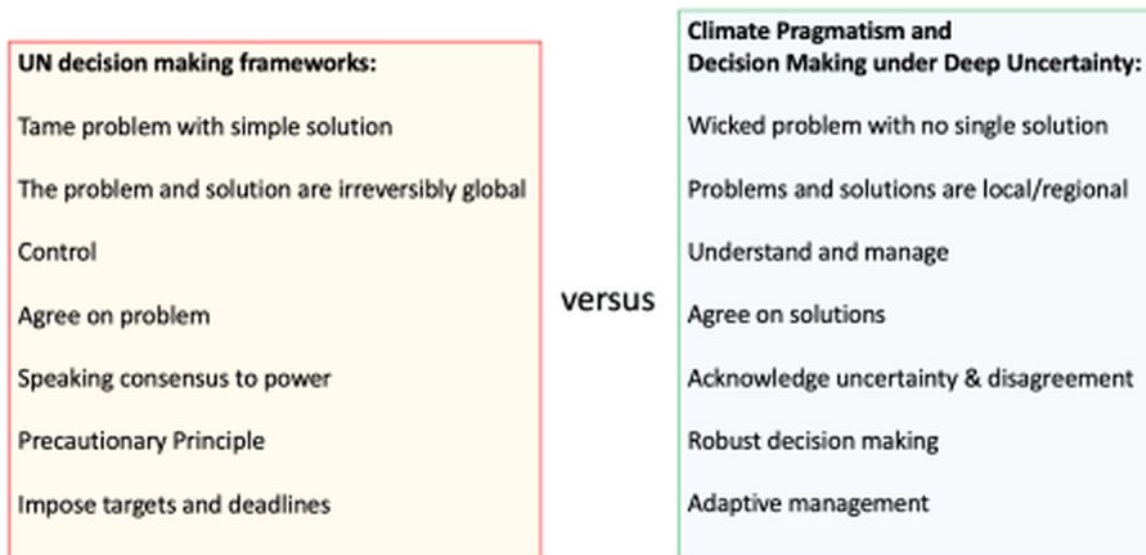 UN decision making frameworks:
Tame problem with simple solution
The problem and solution are irreversibly global
Control
Agree on problem
Speaking consensus to power
Precautionary Principle
Impose targets and deadlines
versus
Climate Pragmatism and
Decision Making under Deep Uncertainty:
Wicked problem with no single solution
Problems and solutions are local/regional
Understand and manage
Agree on solutions
Acknowledge uncertainty & disagreement
Robust decision making
Adaptive management